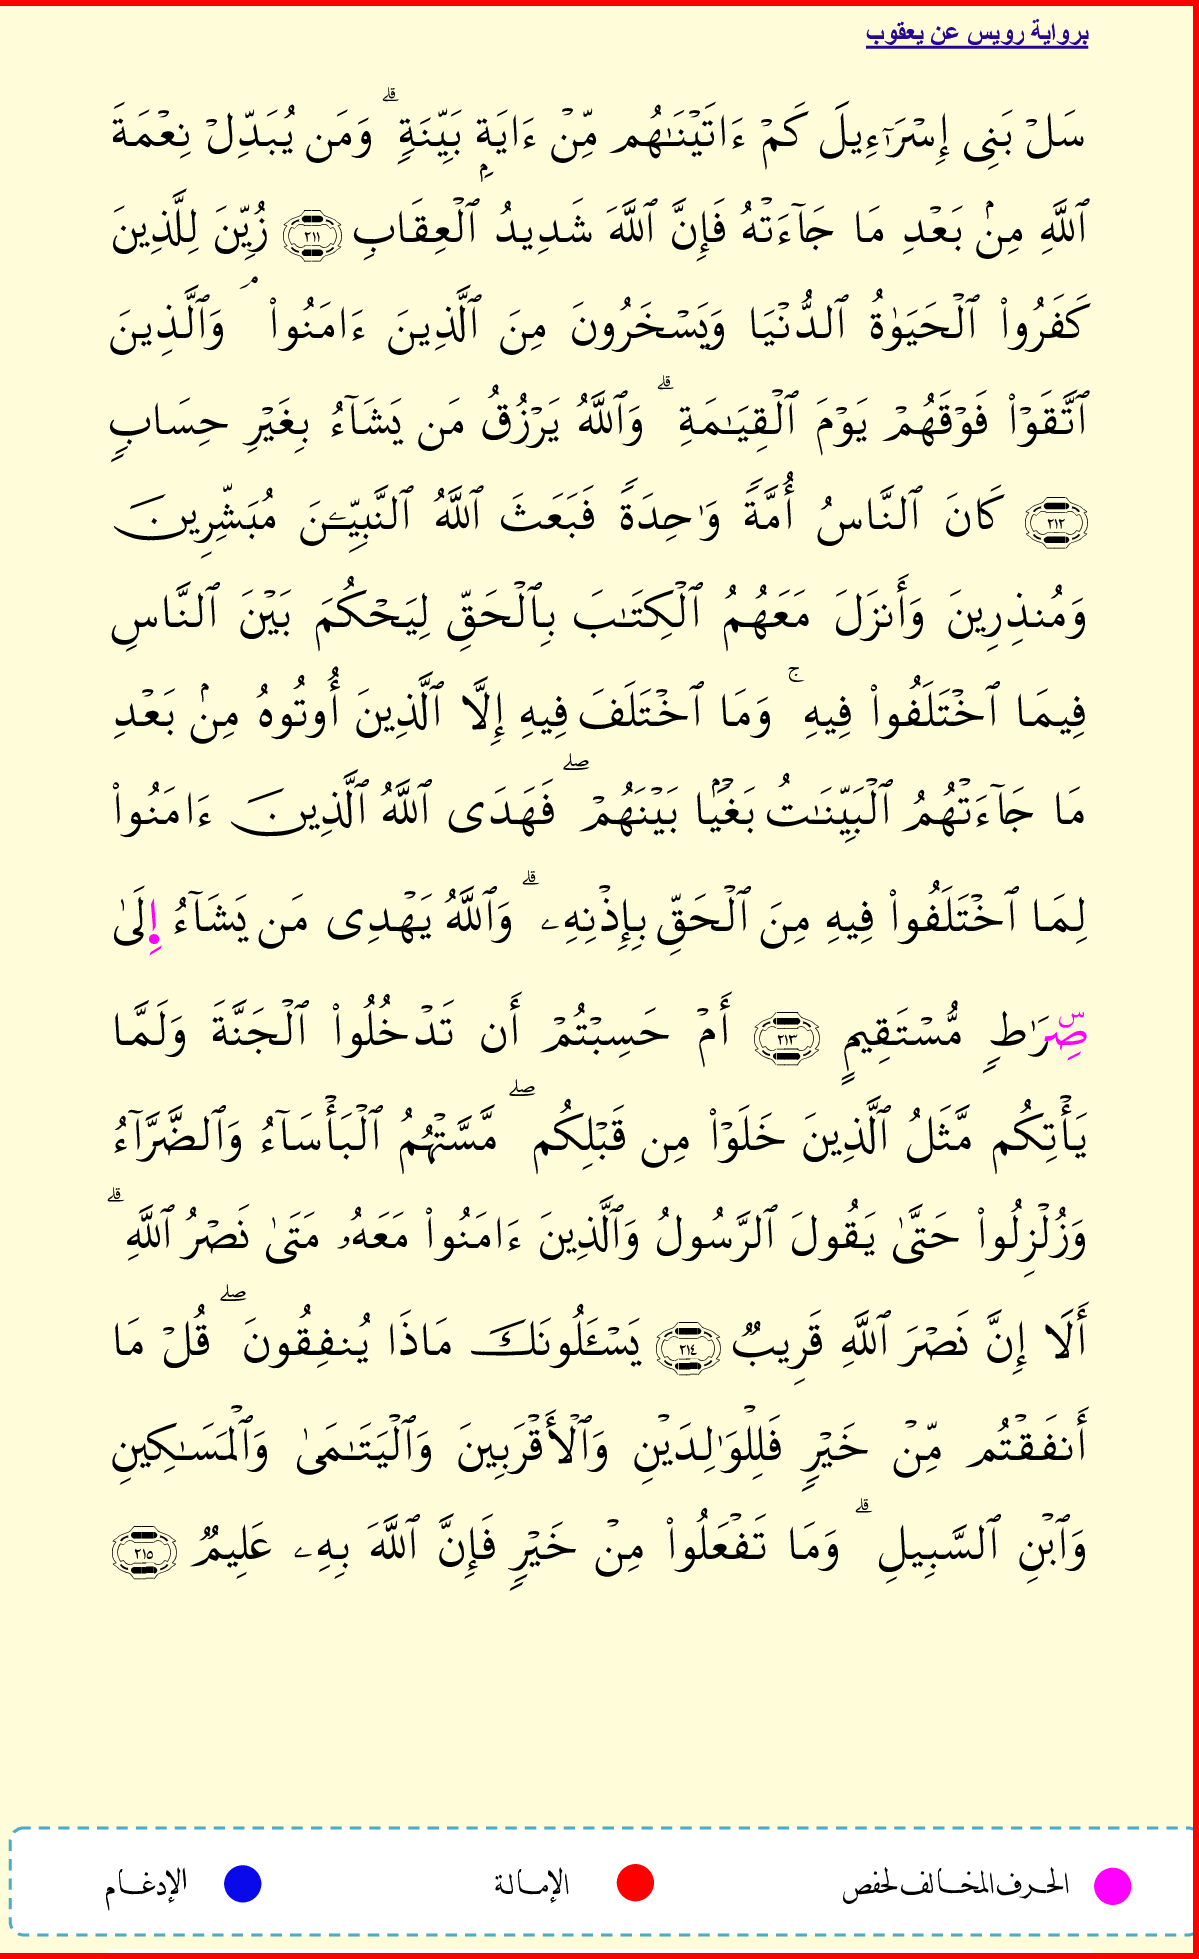 برواية رويس عن يعقوب
سَلۡ بَنِى إِسۡرَٰٓءِيلَ كَمۡ ءَاتَيۡنَٰهُم مِّنۡ ءَايَةِۭ بَيِّنَةٖۗ وَمَن يُبَدِّلۡ نِعۡمَةَ
ٱللَّهِ مِنۢ بَعۡدِ مَا جَآءَتۡهُ فَإِنَّ ٱللَّهَ شَدِيدُ ٱلۡعِقَابِ ٢١١ زُيِّنَ لِلَّذِينَ
كَفَرُواْ ٱلۡحَيَوٰةُ ٱلدُّنۡيَا وَيَسۡخَرُونَ مِنَ ٱلَّذِينَ ءَامَنُواْۘ وَٱلَّذِينَ
ٱتَّقَوۡاْ فَوۡقَهُمۡ يَوۡمَ ٱلۡقِيَٰمَةِۗ وَٱللَّهُ يَرۡزُقُ مَن يَشَآءُ بِغَيۡرِ حِسَابٖ
٢١٢ كَانَ ٱلنَّاسُ أُمَّةٗ وَٰحِدَةٗ فَبَعَثَ ٱللَّهُ ٱلنَّبِيِّـۧنَ مُبَشِّرِينَ
وَمُنذِرِينَ وَأَنزَلَ مَعَهُمُ ٱلۡكِتَٰبَ بِٱلۡحَقِّ لِيَحۡكُمَ بَيۡنَ ٱلنَّاسِ
فِيمَا ٱخۡتَلَفُواْ فِيهِۚ وَمَا ٱخۡتَلَفَ فِيهِ إِلَّا ٱلَّذِينَ أُوتُوهُ مِنۢ بَعۡدِ
مَا جَآءَتۡهُمُ ٱلۡبَيِّنَٰتُ بَغۡيَۢا بَيۡنَهُمۡۖ فَهَدَى ٱللَّهُ ٱلَّذِينَ ءَامَنُواْ
لِمَا ٱخۡتَلَفُواْ فِيهِ مِنَ ٱلۡحَقِّ بِإِذۡنِهِۦۗ وَٱللَّهُ يَهۡدِى مَن يَشَآءُ إِلَىٰ
صِۜرَٰطٖ مُّسۡتَقِيمٍ ٢١٣ أَمۡ حَسِبۡتُمۡ أَن تَدۡخُلُواْ ٱلۡجَنَّةَ وَلَمَّا
يَأۡتِكُم مَّثَلُ ٱلَّذِينَ خَلَوۡاْ مِن قَبۡلِكُمۖ مَّسَّتۡهُمُ ٱلۡبَأۡسَآءُ وَٱلضَّرَّآءُ
وَزُلۡزِلُواْ حَتَّىٰ يَقُولَ ٱلرَّسُولُ وَٱلَّذِينَ ءَامَنُواْ مَعَهُۥ مَتَىٰ نَصۡرُ ٱللَّهِۗ
أَلَا إِنَّ نَصۡرَ ٱللَّهِ قَرِيبٞ ٢١٤ يَسۡـَٔلُونَكَ مَاذَا يُنفِقُونَۖ قُلۡ مَا
أَنفَقۡتُم مِّنۡ خَيۡرٖ فَلِلۡوَٰلِدَيۡنِ وَٱلۡأَقۡرَبِينَ وَٱلۡيَتَٰمَىٰ وَٱلۡمَسَٰكِينِ
وَٱبۡنِ ٱلسَّبِيلِۗ وَمَا تَفۡعَلُواْ مِنۡ خَيۡرٖ فَإِنَّ ٱللَّهَ بِهِۦ عَلِيمٞ ٢١٥
الحرف المخالف لحفص الإمالة الإدغام